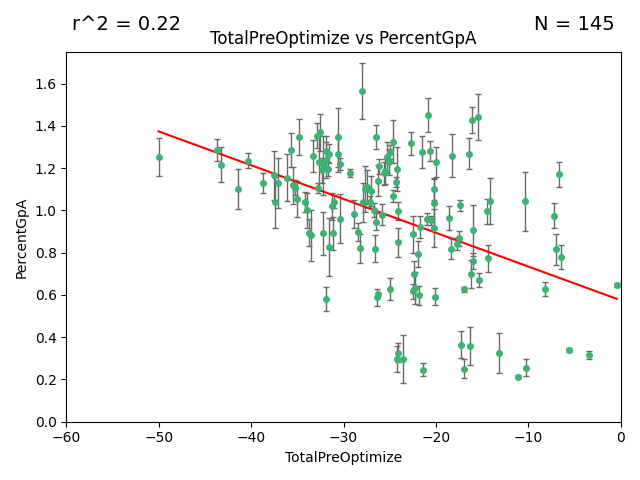 r^2 = 0.22
N = 145
TotalPreOptimize vs PercentGpA
PercentGpA
1.6
1.4
1.2
1.0
0.8
0.6
0.4
0.2
0.0
−60 −50 −40 −30 −20 −10 0
TotalPreOptimize